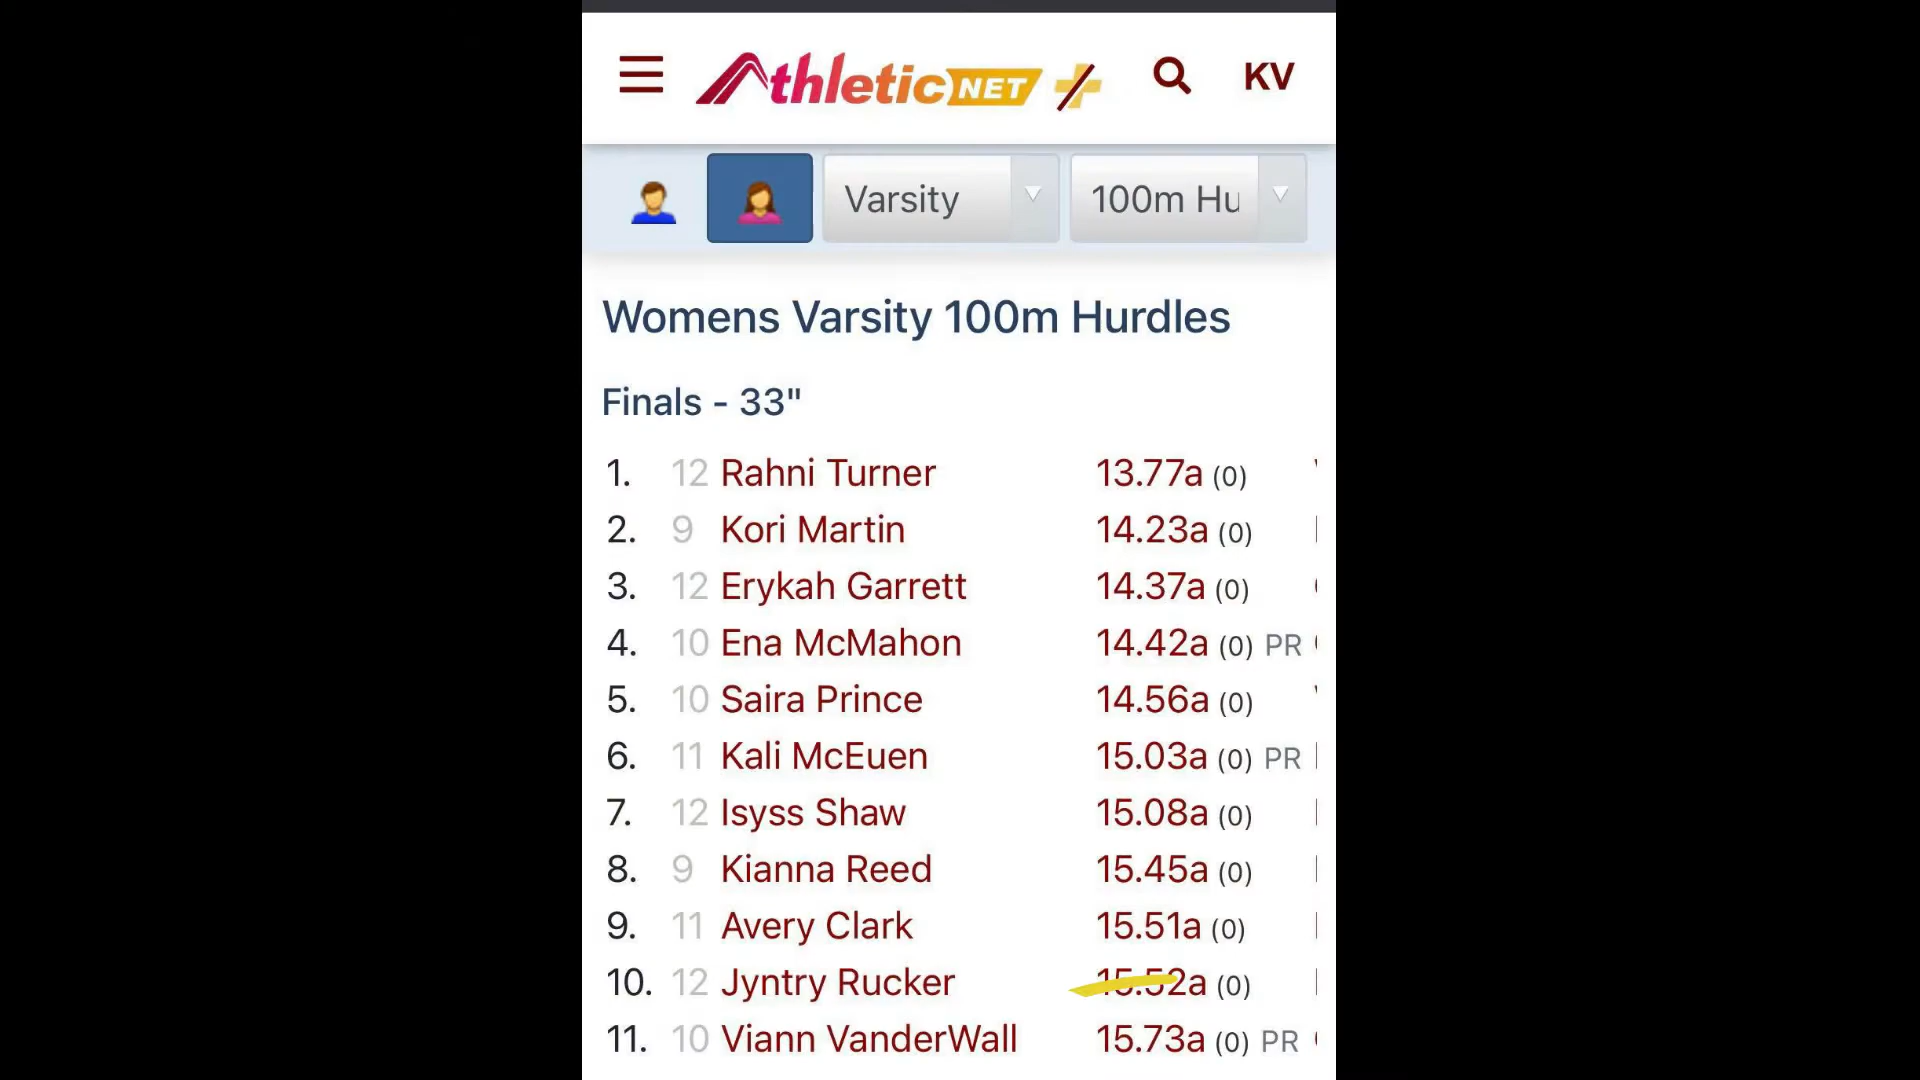 Athletic NET KV
Varsity 100m Hu
Womens Varsity 100m Hurdles
Finals - 33"
1. 12 Rahni Turner 13.77a (0)
2. 9 Kori Martin 14.23a (0)
3. 12 Erykah Garrett 14.37a (0)
4. 10 Ena McMahon 14.42a (0) PR
5. 10 Saira Prince 14.56a (0)
6. 11 Kali McEuen 15.03a (0) PR
7. 12 Isyss Shaw 15.08a (0)
8. 9 Kianna Reed 15.45a (0)
9. 11 Avery Clark 15.51a (0)
10. 12 Jyntry Rucker 15.52a (0)
11. 10 Viann VanderWall 15.73a (0) PR